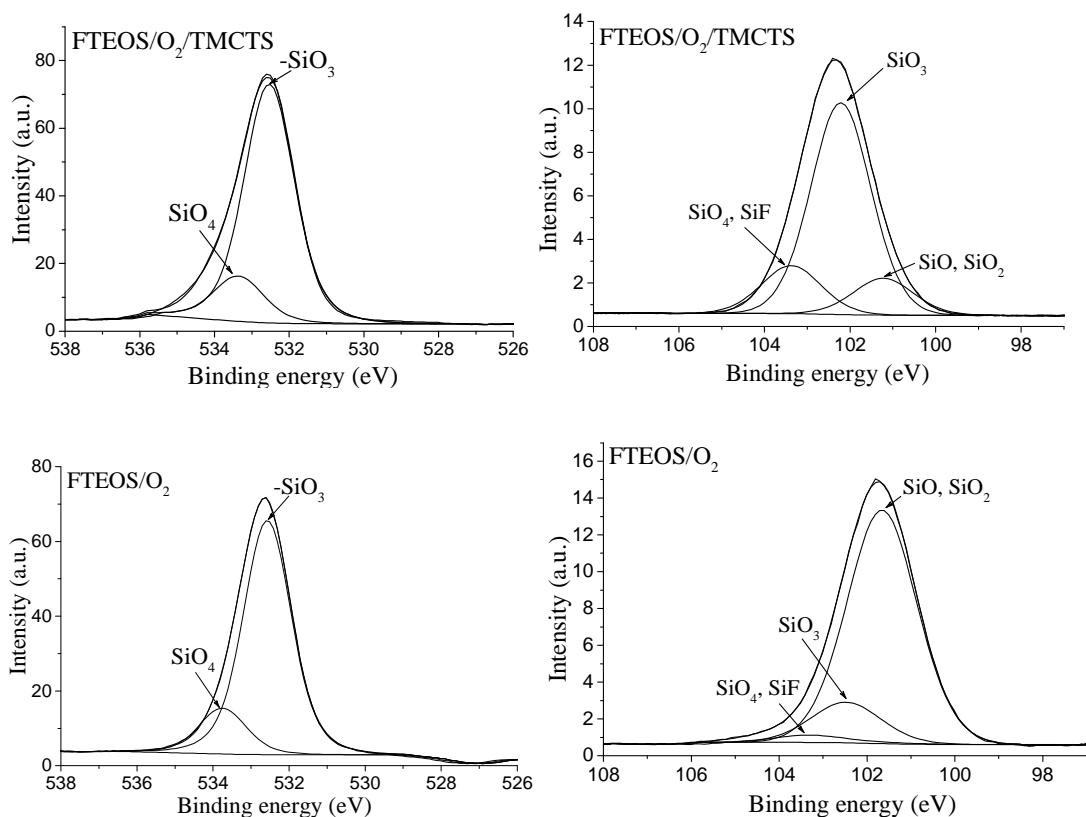 FTEOS/O₂/TMCTS
-SiO₃
SiO₄
Intensity (a.u.)
80
60
40
20
0
538 536 534 532 530 528 526
Binding energy (eV)
FTEOS/O₂/TMCTS
SiO₃
SiO₄, SiF
SiO, SiO₂
Intensity (a.u.)
14
12
10
8
6
4
2
0
108 106 104 102 100 98
Binding energy (eV)
FTEOS/O₂
-SiO₃
SiO₄
Intensity (a.u.)
80
60
40
20
0
538 536 534 532 530 528 526
Binding energy (eV)
FTEOS/O₂
SiO, SiO₂
SiO₃
SiO₄, SiF
Intensity (a.u.)
16
14
12
10
8
6
4
2
0
108 106 104 102 100 98
Binding energy (eV)